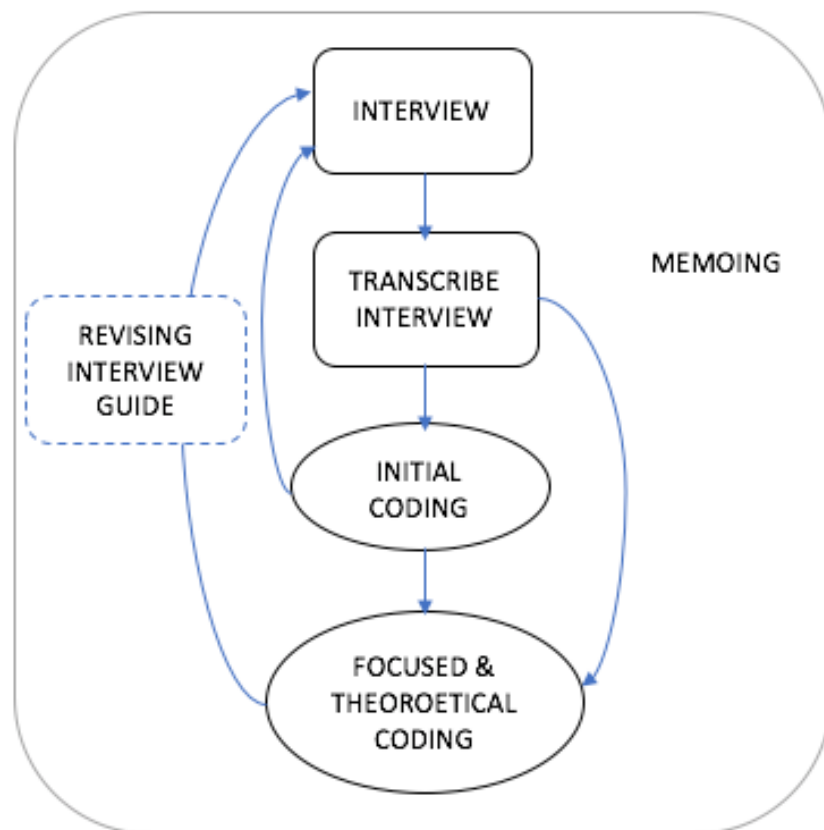 INTERVIEW
TRANSCRIBE
INTERVIEW
MEMOING
REVISING
INTERVIEW
GUIDE
INITIAL
CODING
FOCUSED &
THEOROETICAL
CODING